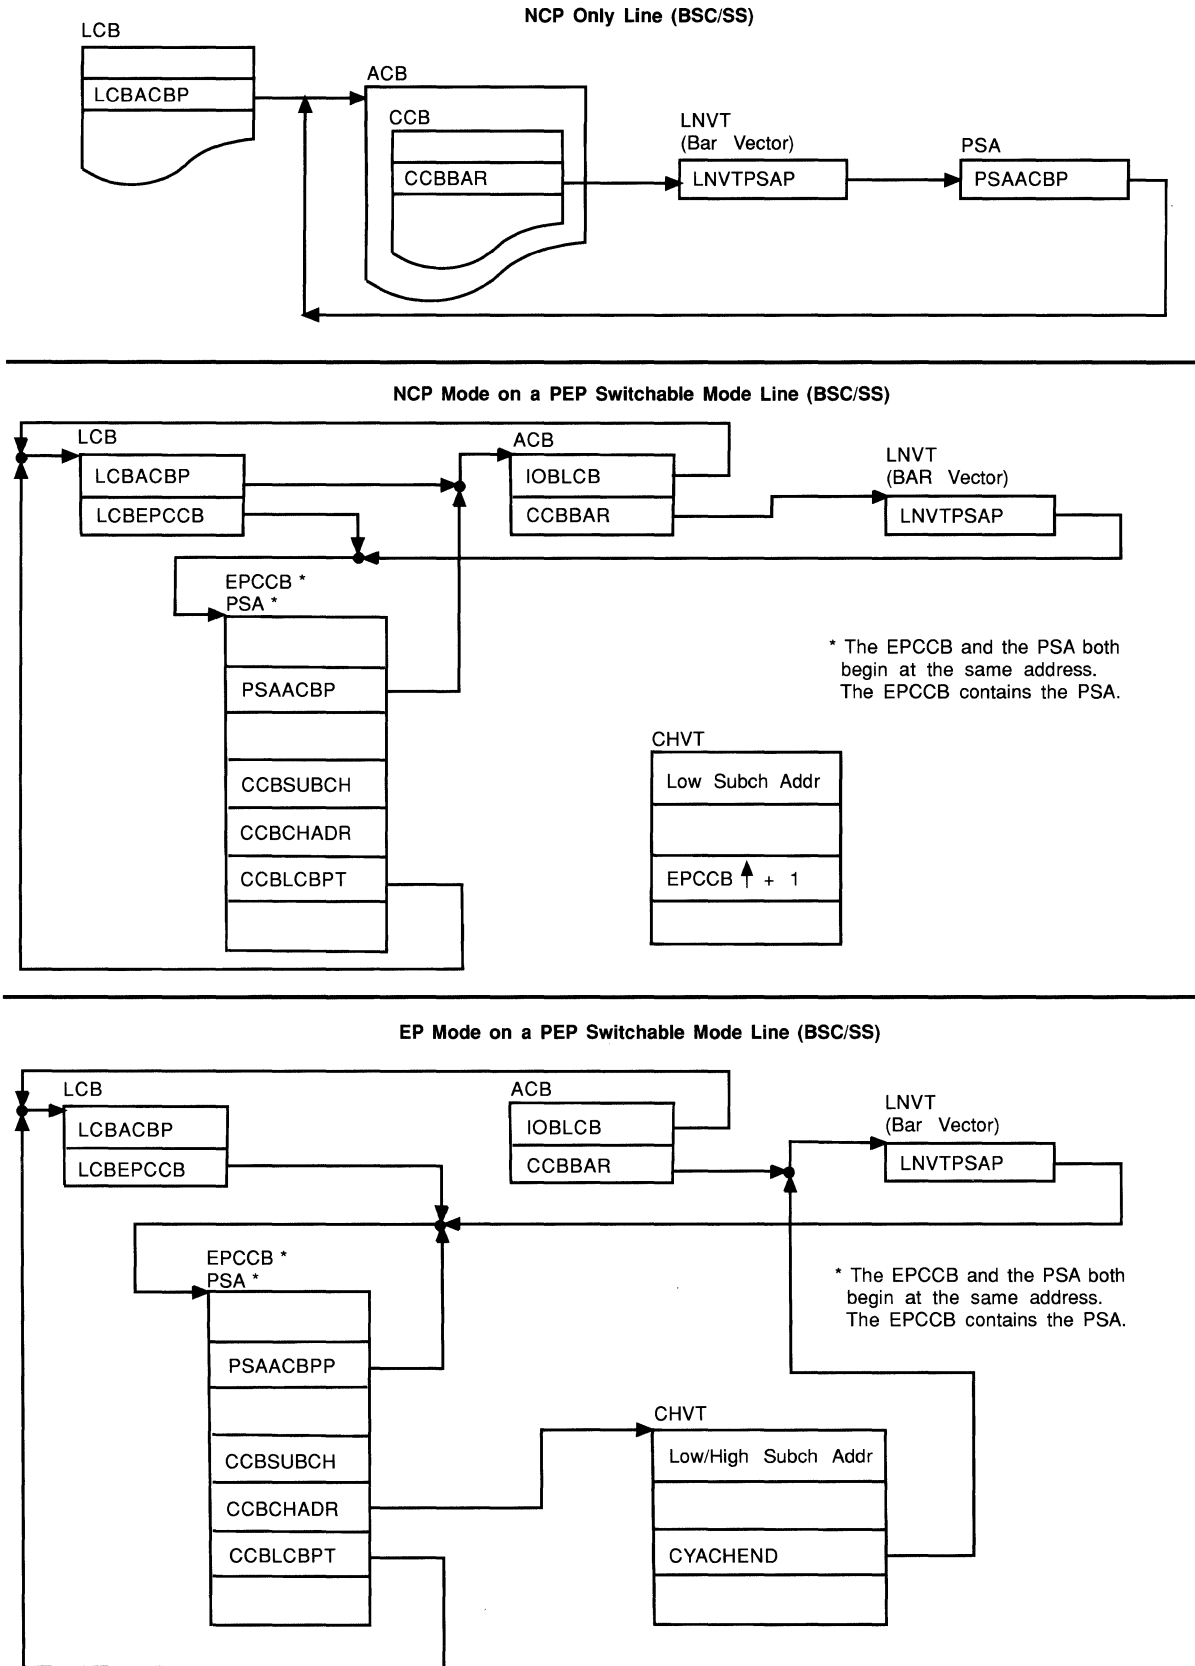 NCP Only Line (BSC/SS)
LCB
LCBACBP
ACB
CCB
CCBBAR
LNVT
(Bar Vector)
LNVTPSAP
PSA
PSAACBP
NCP Mode on a PEP Switchable Mode Line (BSC/SS)
LCB
LCBACBP
LCBEPCCB
ACB
IOBLCB
CCBBAR
LNVT
(BAR Vector)
LNVTPSAP
EPCCB *
PSA *
PSAACBP
CCBSUBCH
CCBCHADR
CCBLCBPT
* The EPCCB and the PSA both
begin at the same address.
The EPCCB contains the PSA.
CHVT
Low Subch Addr
EPCCB ↑ + 1
EP Mode on a PEP Switchable Mode Line (BSC/SS)
LCB
LCBACBP
LCBEPCCB
ACB
IOBLCB
CCBBAR
LNVT
(Bar Vector)
LNVTPSAP
EPCCB *
PSA *
PSAACBPP
CCBSUBCH
CCBCHADR
CCBLCBPT
* The EPCCB and the PSA both
begin at the same address.
The EPCCB contains the PSA.
CHVT
Low/High Subch Addr
CYACHEND